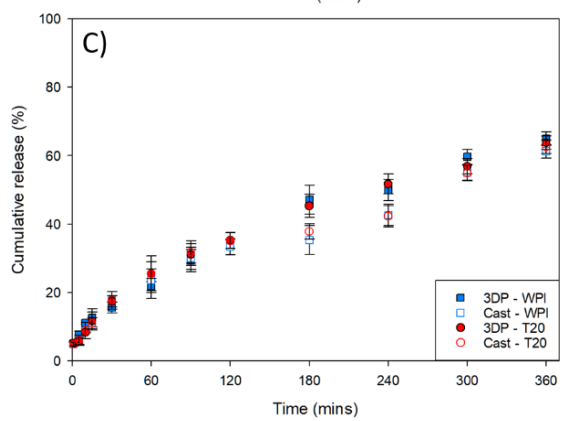 C)
100
80
60
40
20
0
Cumulative release (%)
0 60 120 180 240 300 360
Time (mins)
3DP - WPI
Cast - WPI
3DP - T20
Cast - T20